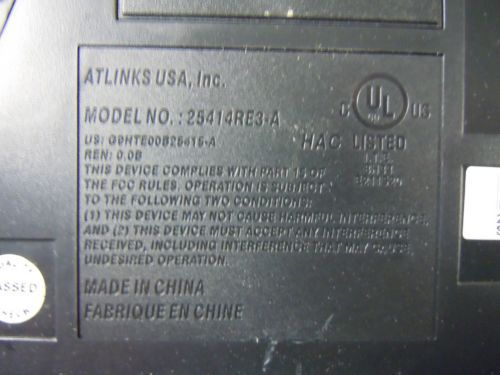 ATLINKS USA, Inc.
MODEL NO.: 25414RE3-A
C UL US
US: G9HTE00B25415-A
HAC LISTED
REN: 0.0B
I.T.E.
THIS DEVICE COMPLIES WITH PART 15 OF
THE FCC RULES. OPERATION IS SUBJECT
TO THE FOLLOWING TWO CONDITIONS:
(1) THIS DEVICE MAY NOT CAUSE HARMFUL INTERFERENCE,
AND (2) THIS DEVICE MUST ACCEPT ANY INTERFERENCE
RECEIVED, INCLUDING INTERFERENCE THAT MAY CAUSE
UNDESIRED OPERATION.
MADE IN CHINA
FABRIQUE EN CHINE